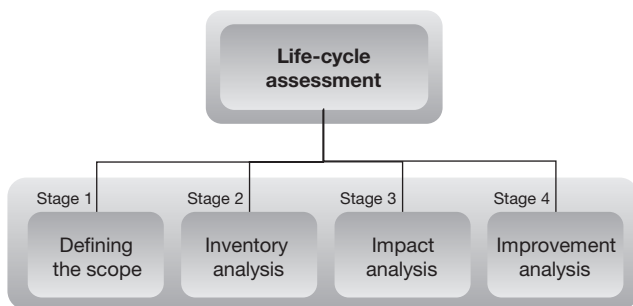 Life-cycle
assessment
Stage 1
Stage 2
Stage 3
Stage 4
Defining
the scope
Inventory
analysis
Impact
analysis
Improvement
analysis